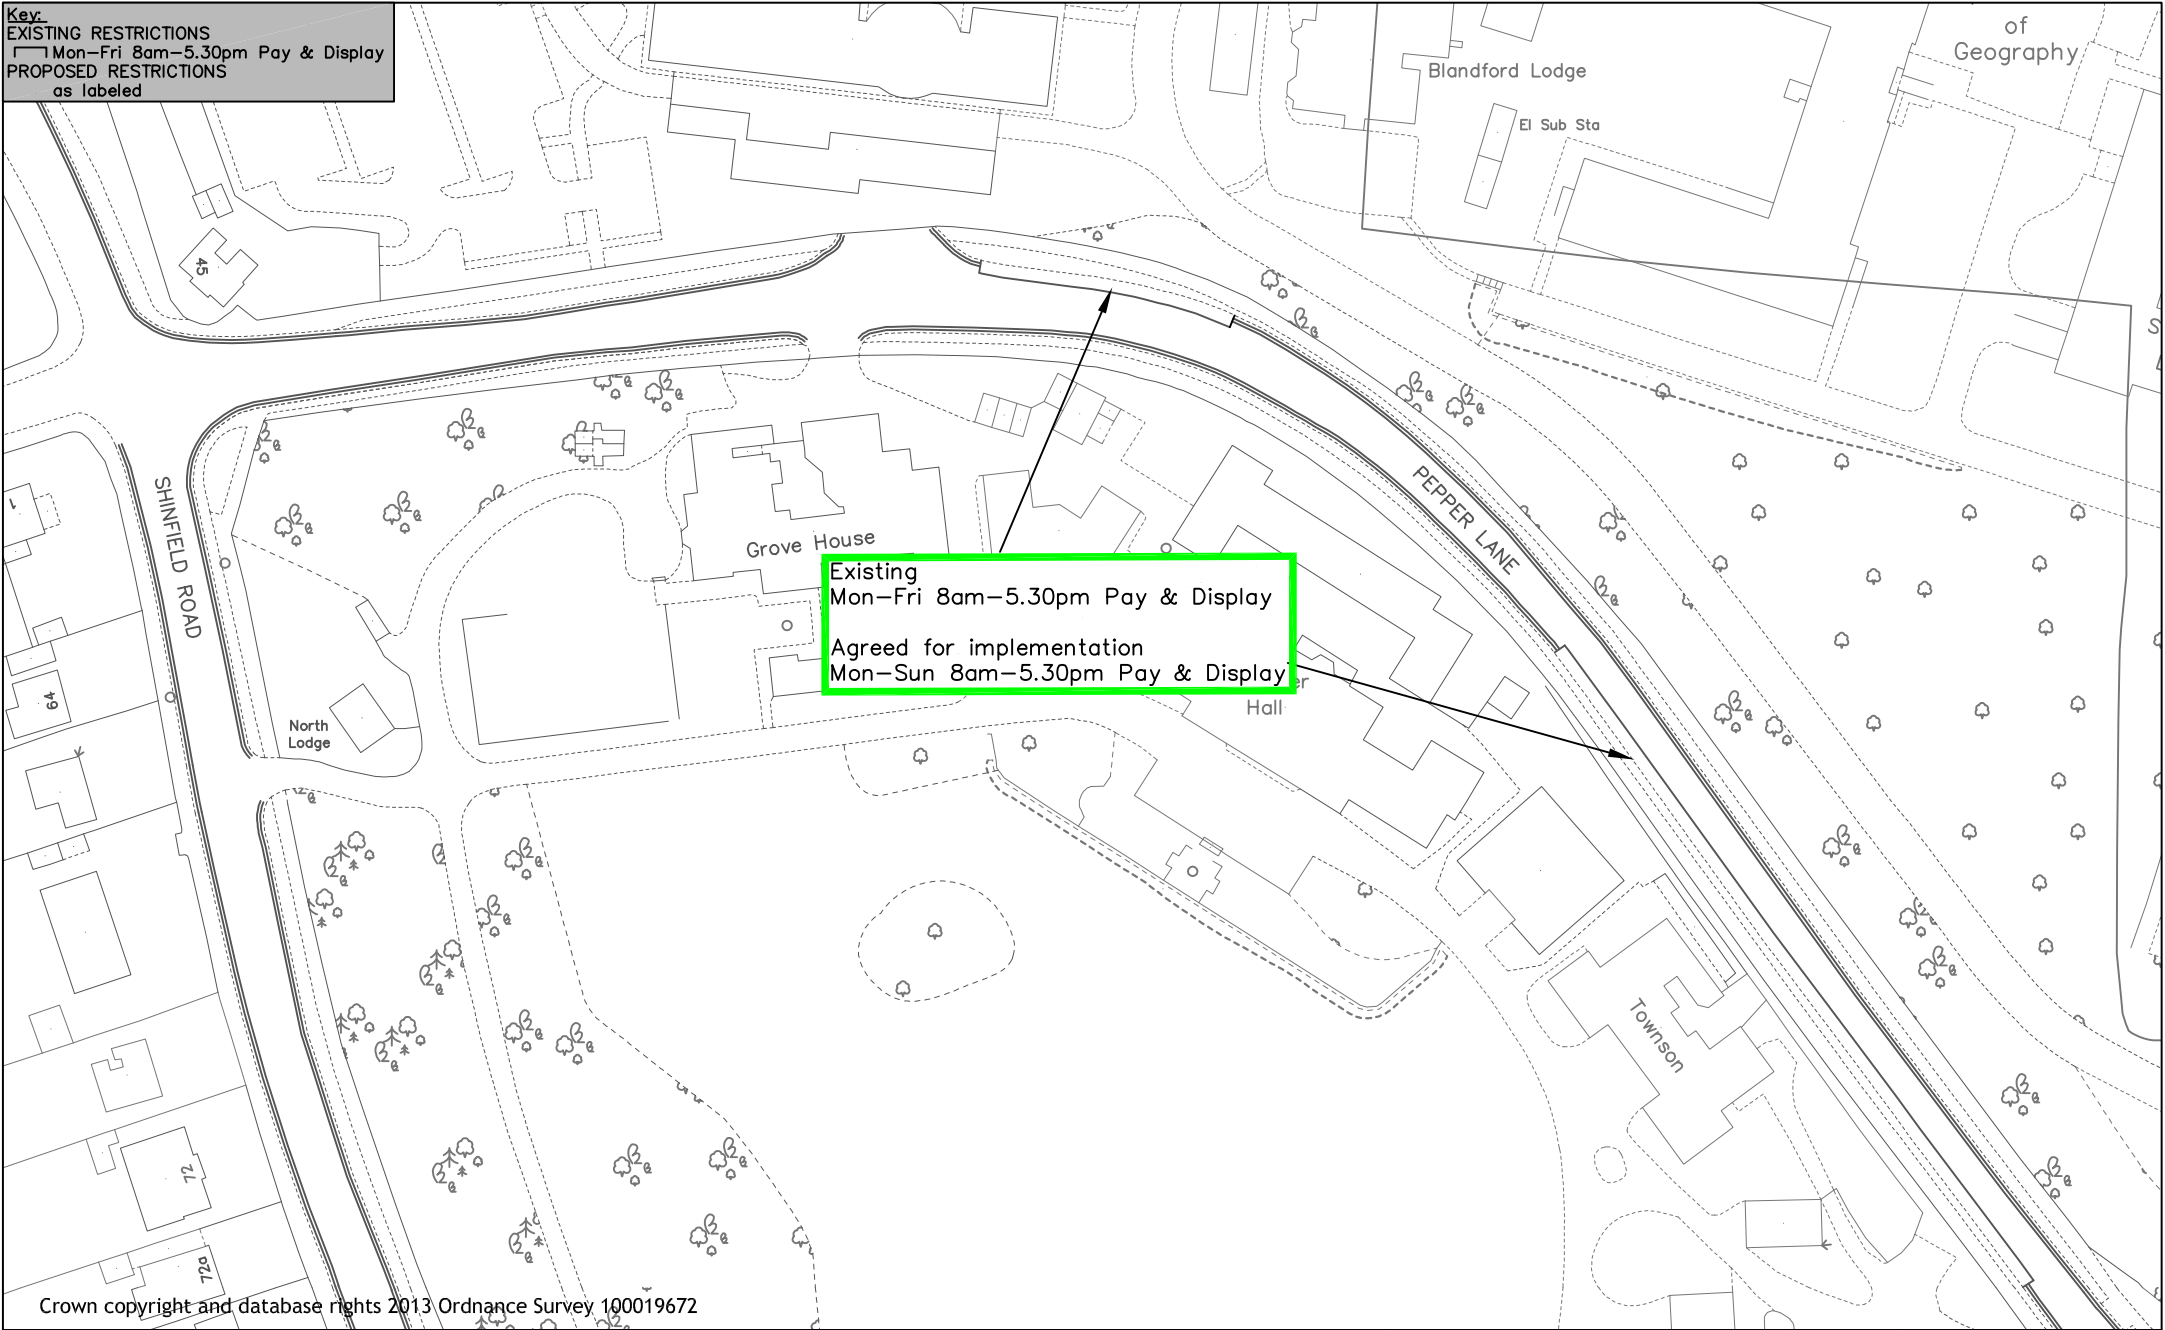 Key:
EXISTING RESTRICTIONS
Mon-Fri 8am-5.30pm Pay & Display
PROPOSED RESTRICTIONS
as labeled
of
Geography
Blandford Lodge
El Sub Sta
45
PEPPER LANE
SHINFIELD ROAD
1
Grove House
Existing
Mon-Fri 8am-5.30pm Pay & Display
Agreed for implementation
Mon-Sun 8am-5.30pm Pay & Display
er
Hall
64
North
Lodge
Townson
72
72a
Crown copyright and database rights 2013 Ordnance Survey 100019672